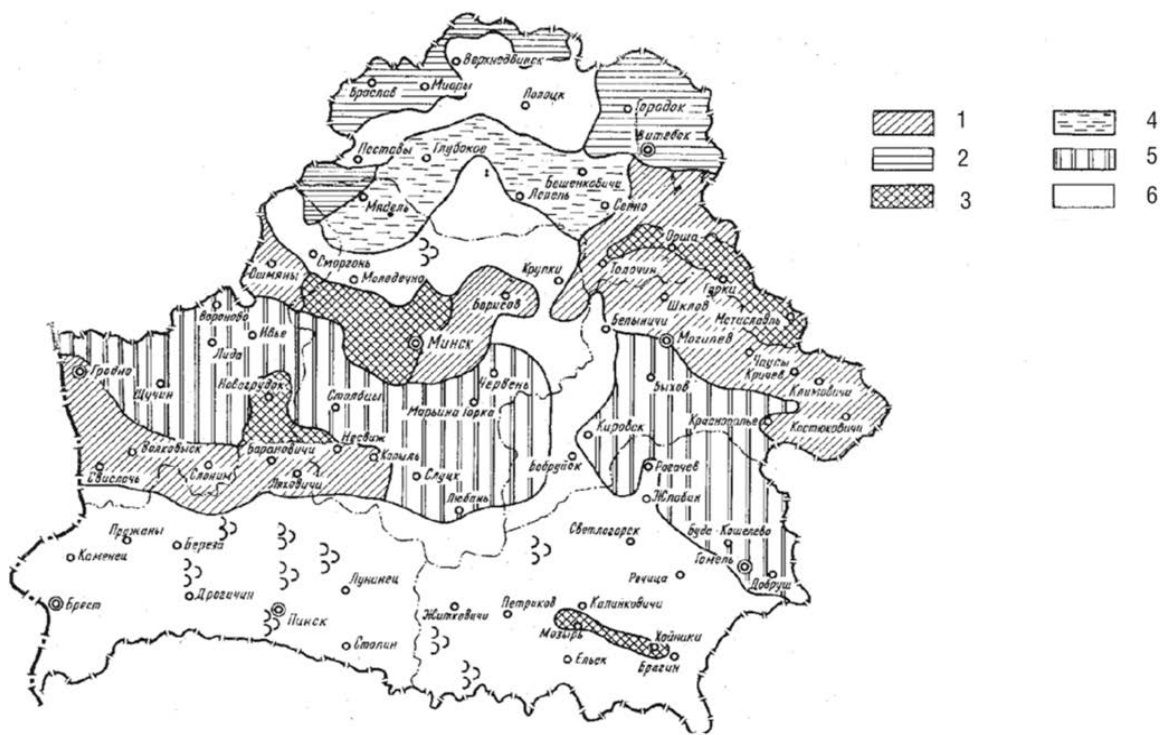 Верхнедвинск
Браслав
Миоры
Полоцк
Городок
Витебск
1
4
2
5
3
6
Поставы
Глубокое
Бешенковичи
Лепель
Сенно
Мядель
Орша
Сморгонь
Ошмяны
Молодечно
Крупки
Толочин
Горки
Борисов
Шклов
Мстиславль
Вороново
Ивье
Минск
Белыничи
Могилев
Лида
Чаусы
Кричев
Гродно
Щучин
Новогрудок
Столбцы
Червень
Быхов
Климовичи
Марьина Горка
Краснополье
Костюковичи
Волковыск
Несвиж
Кировск
Свислочь
Слоним
Барановичи
Копыль
Бобруйск
Рогачев
Ляховичи
Слуцк
Любань
Жлобин
Пружаны
Светлогорск
Буда-Кошелево
Каменец
Береза
Гомель
Лунинец
Речица
Добруш
Брест
Дрогичин
Пинск
Житковичи
Петриков
Калинковичи
Мозырь
Столин
Хойники
Ельск
Брагин